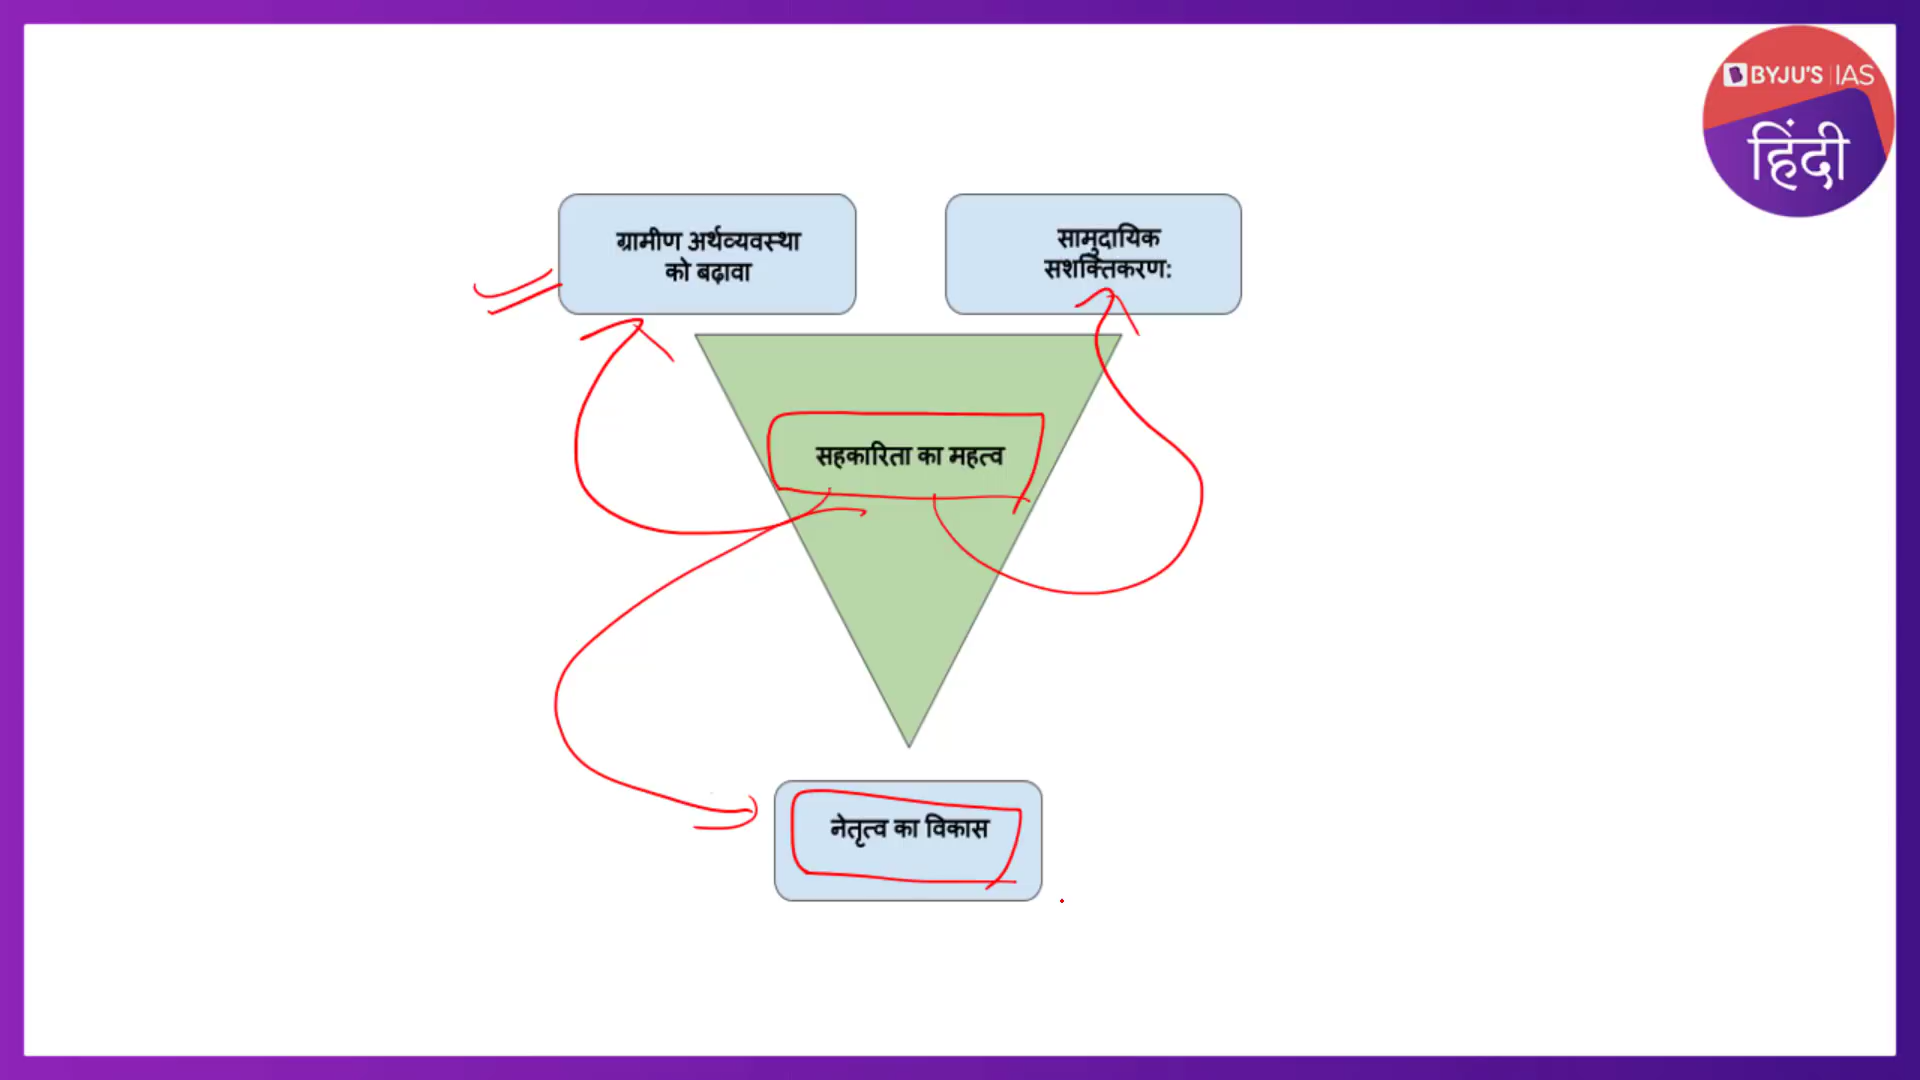 BYJU'S IAS
हिंदी
ग्रामीण अर्थव्यवस्था
को बढ़ावा
सामुदायिक
सशक्तिकरण:
सहकारिता का महत्व
नेतृत्व का विकास